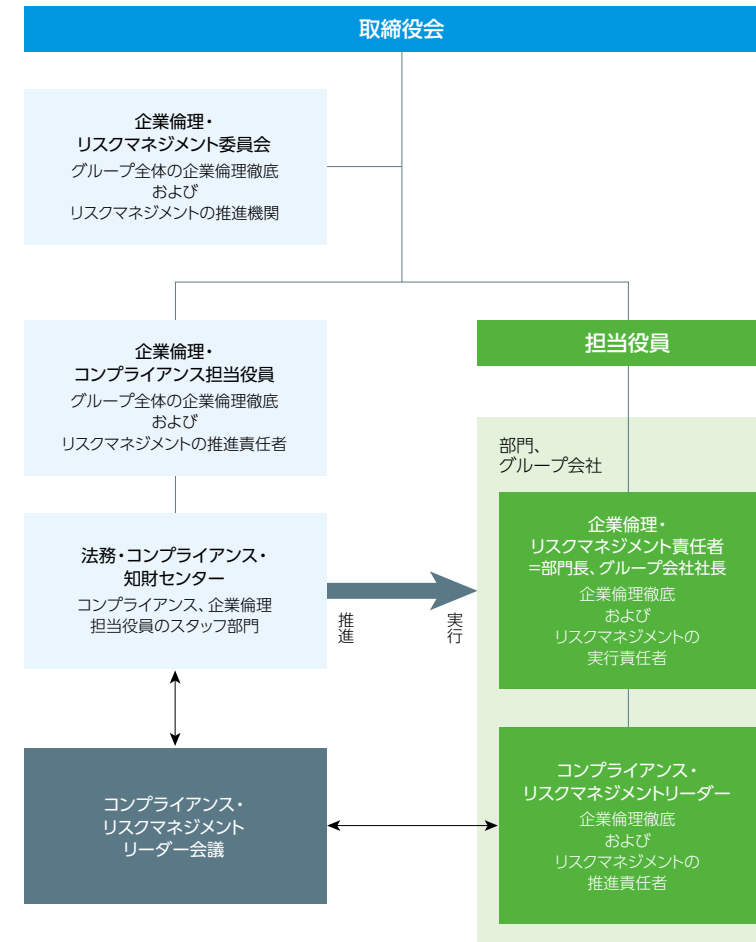 取締役会
企業倫理・
リスクマネジメント委員会
グループ全体の企業倫理徹底
および
リスクマネジメントの推進機関
企業倫理・
コンプライアンス担当役員
グループ全体の企業倫理徹底
および
リスクマネジメントの推進責任者
担当役員
部門、
グループ会社
法務・コンプライアンス・
知財センター
コンプライアンス、企業倫理
担当役員のスタッフ部門
推進
実行
企業倫理・
リスクマネジメント責任者
=部門長、グループ会社社長
企業倫理徹底
および
リスクマネジメントの
実行責任者
コンプライアンス・
リスクマネジメント
リーダー会議
コンプライアンス・
リスクマネジメントリーダー
企業倫理徹底
および
リスクマネジメントの
推進責任者